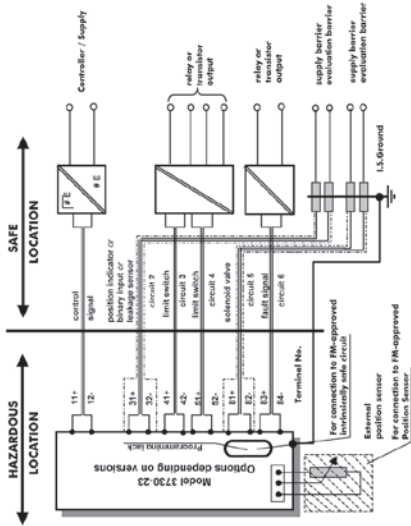 HAZARDOUS
LOCATION
SAFE
LOCATION
Controller / Supply
control
signal
position indicator or
binary input or
leakage sensor
circuit 2
limit switch
circuit 3
limit switch
circuit 4
solenoid valve
circuit 5
fault signal
circuit 6
relay or
transistor
output
relay or
transistor
output
supply barrier
evaluation barrier
supply barrier
evaluation barrier
I.S.Ground
11+
12-
31+
32-
41+
42-
51+
52-
81+
82-
83+
84-
Terminal No.
Model 3730-23
Options depending on versions
Programming Jack
For connection to FM-approved
intrinsically safe circuit
External
position sensor
For connection to FM-approved
Position Sensor